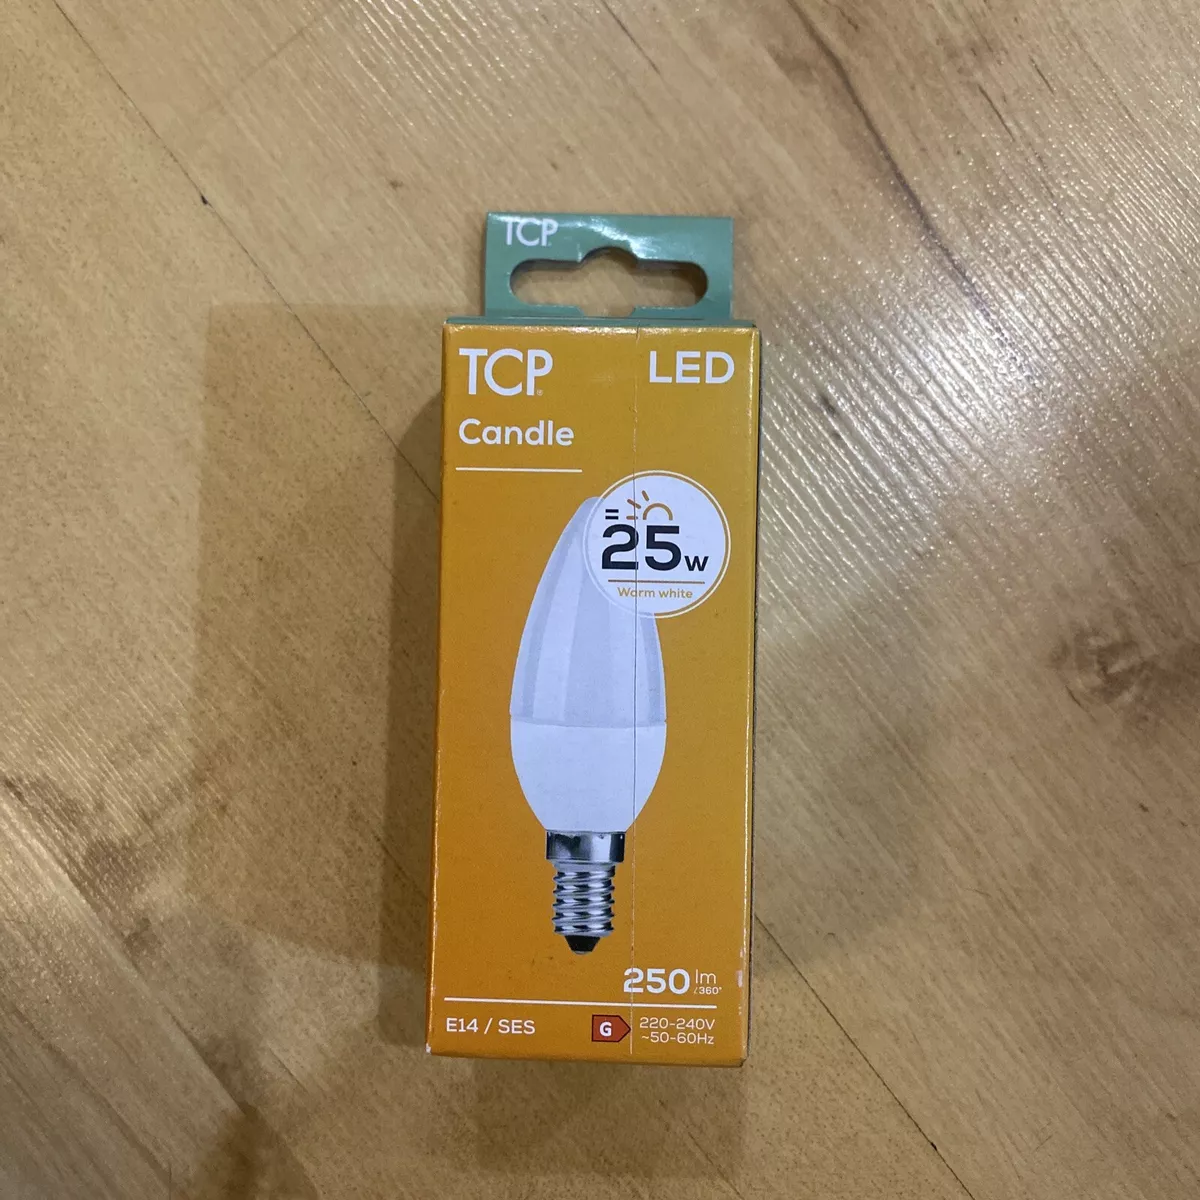 TCP
TCP® LED
Candle
=
25w
Warm white
250 lm
∠360°
E14 / SES
G
220-240V
~50-60Hz